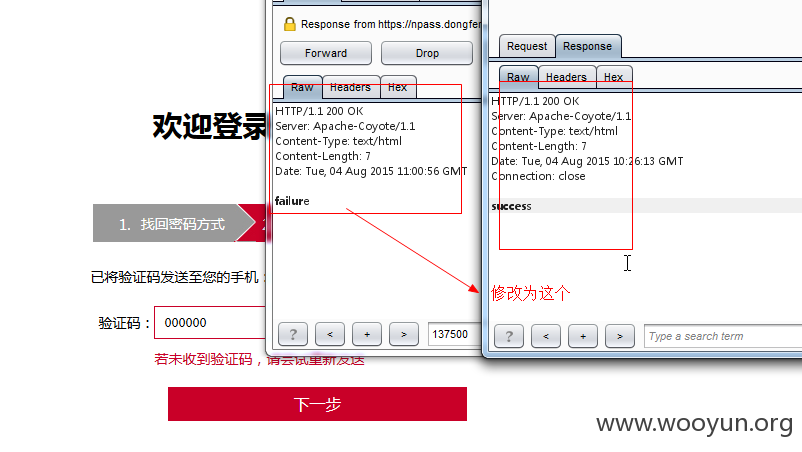 欢迎登录
1. 找回密码方式
已将验证码发送至您的手机
验证码：
000000
若未收到验证码，请尝试重新发送
下一步
Response from https://npass.dongfen
Forward
Drop
Raw
Headers
Hex
HTTP/1.1 200 OK
Server: Apache-Coyote/1.1
Content-Type: text/html
Content-Length: 7
Date: Tue, 04 Aug 2015 11:00:56 GMT
failure
?
<
+
>
137500
Request
Response
Raw
Headers
Hex
HTTP/1.1 200 OK
Server: Apache-Coyote/1.1
Content-Type: text/html
Content-Length: 7
Date: Tue, 04 Aug 2015 10:26:13 GMT
Connection: close
success
修改为这个
?
<
+
>
Type a search term
www.wooyun.org